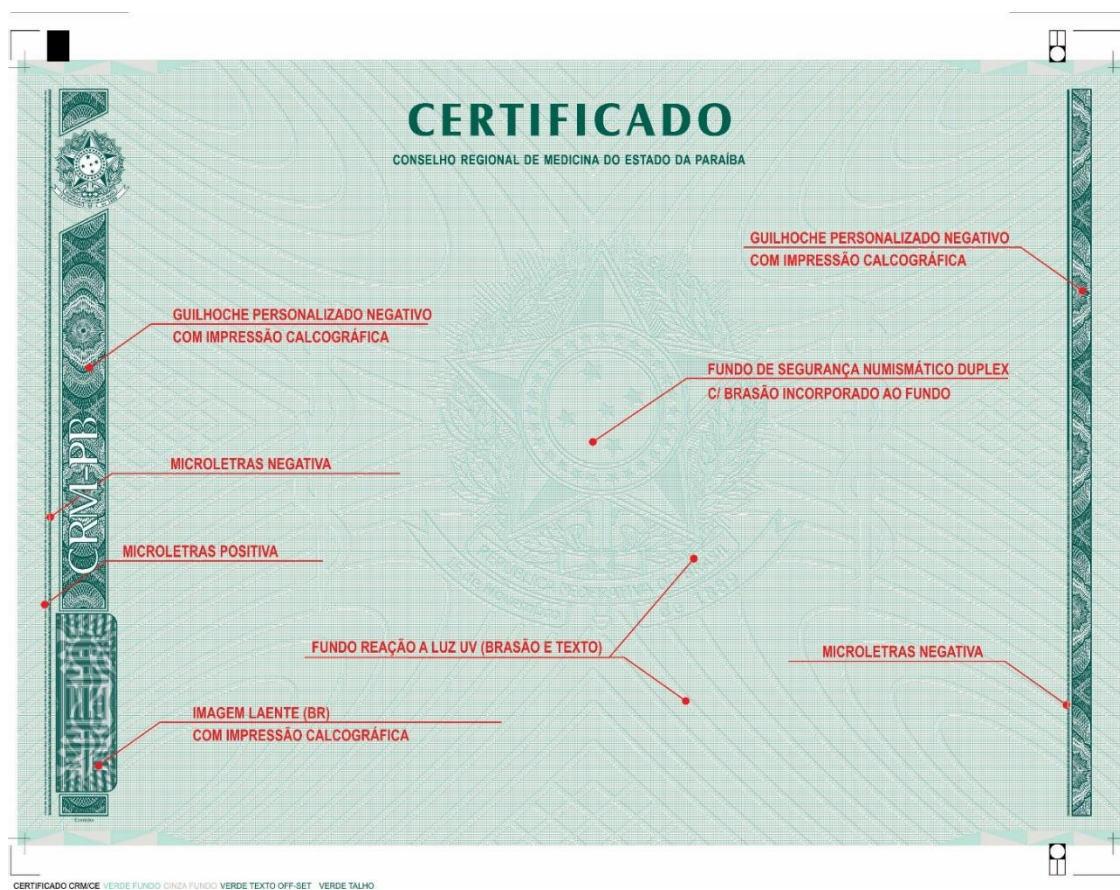 CERTIFICADO
CONSELHO REGIONAL DE MEDICINA DO ESTADO DA PARAÍBA
GUILHOCHE PERSONALIZADO NEGATIVO
COM IMPRESSÃO CALCOGRÁFICA
GUILHOCHE PERSONALIZADO NEGATIVO
COM IMPRESSÃO CALCOGRÁFICA
FUNDO DE SEGURANÇA NUMISMÁTICO DUPLEX
C/ BRASÃO INCORPORADO AO FUNDO
CRM-PB
MICROLETRAS NEGATIVA
MICROLETRAS POSITIVA
FUNDO REAÇÃO A LUZ UV (BRASÃO E TEXTO)
MICROLETRAS NEGATIVA
IMAGEM LAENTE (BR)
COM IMPRESSÃO CALCOGRÁFICA
CERTIFICADO CRM/CE VERDE FUNDO CINZA FUNDO VERDE TEXTO OFF-SET VERDE TALHO